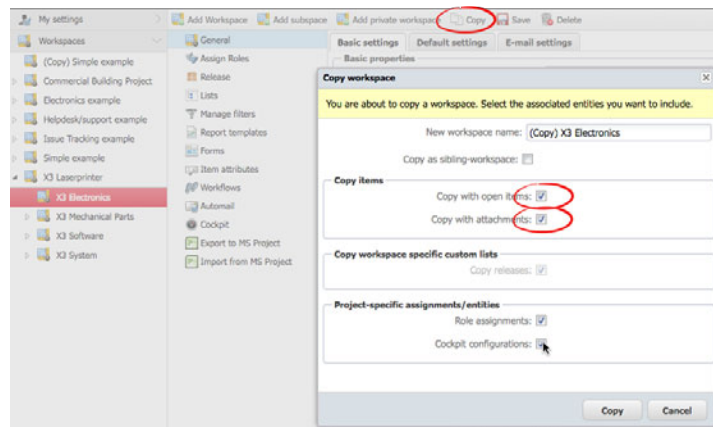 My settings
Add Workspace Add subspace Add private workspace Copy Save Delete
Workspaces
(Copy) Simple example
Commercial Building Project
Electronics example
Helpdesk/support example
Issue Tracking example
Simple example
X3 Laserprinter
X3 Electronics
X3 Mechanical Parts
X3 Software
X3 System
General
Assign Roles
Release
Lists
Manage filters
Report templates
Forms
Item attributes
Workflows
Automail
Cockpit
Export to MS Project
Import from MS Project
Basic settings Default settings E-mail settings
Basic properties
Copy workspace
You are about to copy a workspace. Select the associated entities you want to include.
New workspace name: (Copy) X3 Electronics
Copy as sibling-workspace:
Copy items
Copy with open items:
Copy with attachments:
Copy workspace specific custom lists
Copy releases:
Project-specific assignments/entities
Role assignments:
Cockpit configurations:
Copy Cancel